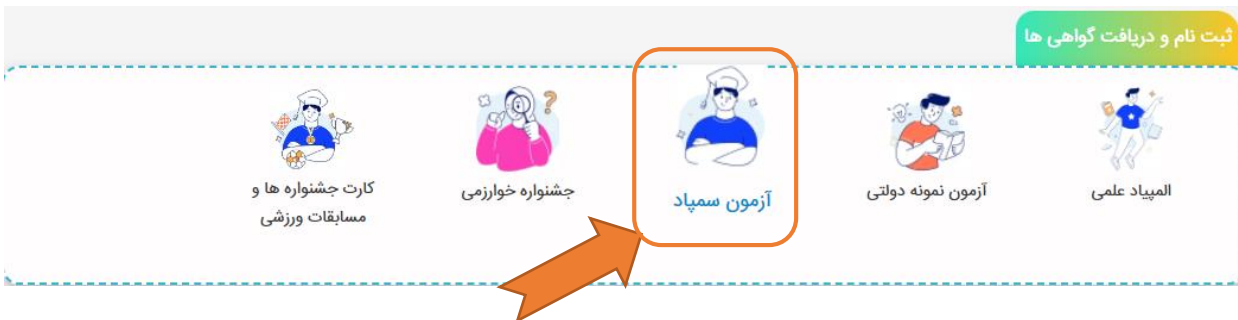 ثبت نام و دریافت گواهی ها
المپیاد علمی
آزمون نمونه دولتی
آزمون سمپاد
جشنواره خوارزمی
کارت جشنواره ها و
مسابقات ورزشی